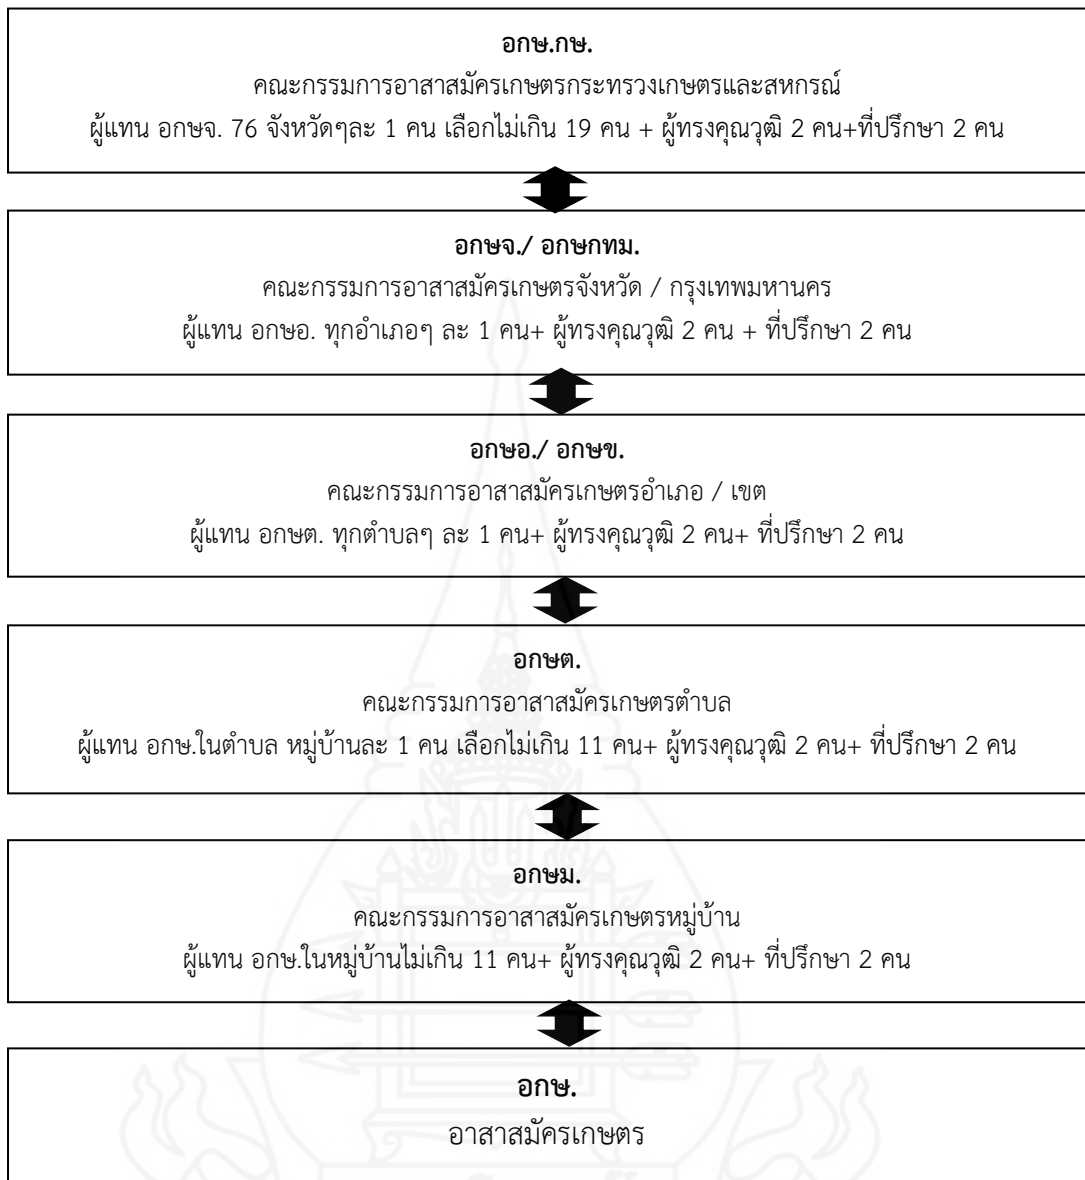 อกษ.กษ.
คณะกรรมการอาสาสมัครเกษตรกระทรวงเกษตรและสหกรณ์
ผู้แทน อกษจ. 76 จังหวัดๆละ 1 คน เลือกไม่เกิน 19 คน + ผู้ทรงคุณวุฒิ 2 คน+ที่ปรึกษา 2 คน
อกษจ./ อกษกทม.
คณะกรรมการอาสาสมัครเกษตรจังหวัด / กรุงเทพมหานคร
ผู้แทน อกษอ. ทุกอำเภอๆ ละ 1 คน+ ผู้ทรงคุณวุฒิ 2 คน + ที่ปรึกษา 2 คน
อกษอ./ อกษข.
คณะกรรมการอาสาสมัครเกษตรอำเภอ / เขต
ผู้แทน อกษต. ทุกตำบลๆ ละ 1 คน+ ผู้ทรงคุณวุฒิ 2 คน+ ที่ปรึกษา 2 คน
อกษต.
คณะกรรมการอาสาสมัครเกษตรตำบล
ผู้แทน อกษ.ในตำบล หมู่บ้านละ 1 คน เลือกไม่เกิน 11 คน+ ผู้ทรงคุณวุฒิ 2 คน+ ที่ปรึกษา 2 คน
อกษม.
คณะกรรมการอาสาสมัครเกษตรหมู่บ้าน
ผู้แทน อกษ.ในหมู่บ้านไม่เกิน 11 คน+ ผู้ทรงคุณวุฒิ 2 คน+ ที่ปรึกษา 2 คน
อกษ.
อาสาสมัครเกษตร